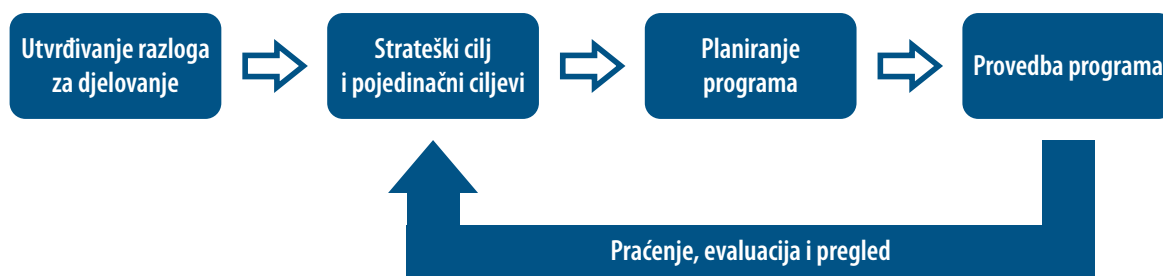 Utvrđivanje razloga
za djelovanje
Strateški cilj
i pojedinačni ciljevi
Planiranje
programa
Provedba programa
Praćenje, evaluacija i pregled